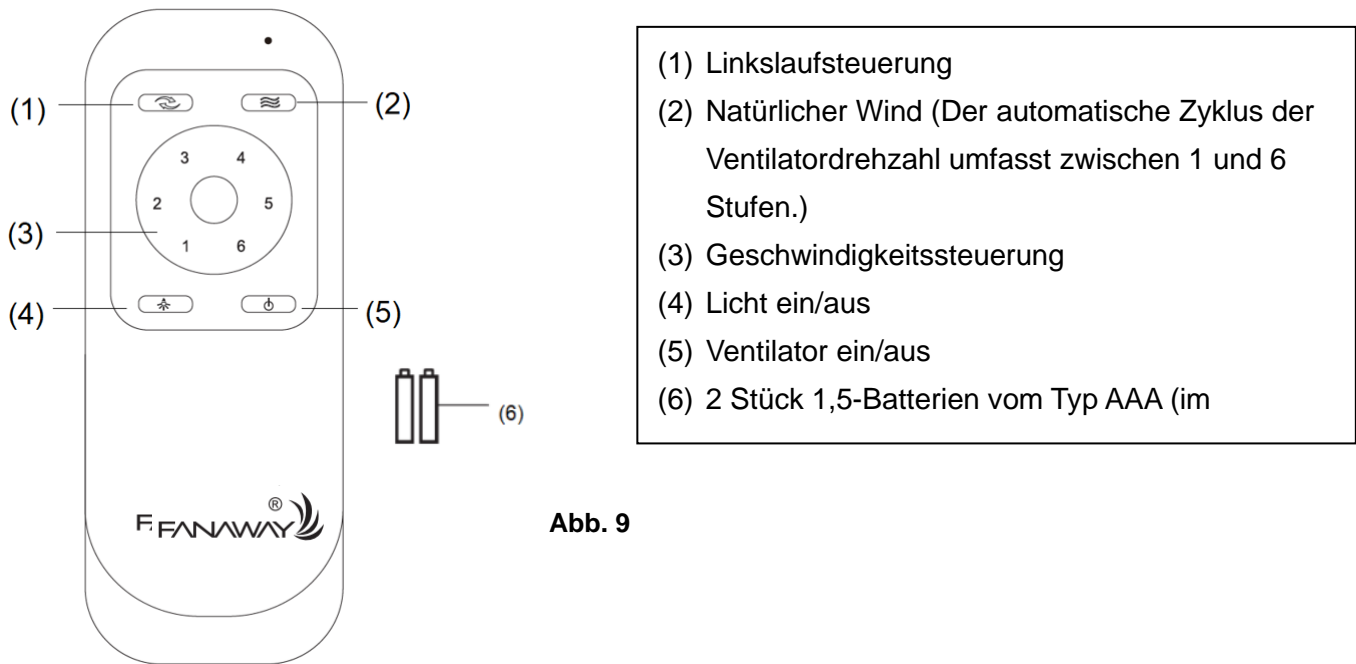 (1)
(2)
3 4
2 5
(3)
1 6
(4)
(5)
(6)
F FANAWAY ®
Abb. 9
(1) Linkslaufsteuerung
(2) Natürlicher Wind (Der automatische Zyklus der
Ventilatordrehzahl umfasst zwischen 1 und 6
Stufen.)
(3) Geschwindigkeitssteuerung
(4) Licht ein/aus
(5) Ventilator ein/aus
(6) 2 Stück 1,5-Batterien vom Typ AAA (im